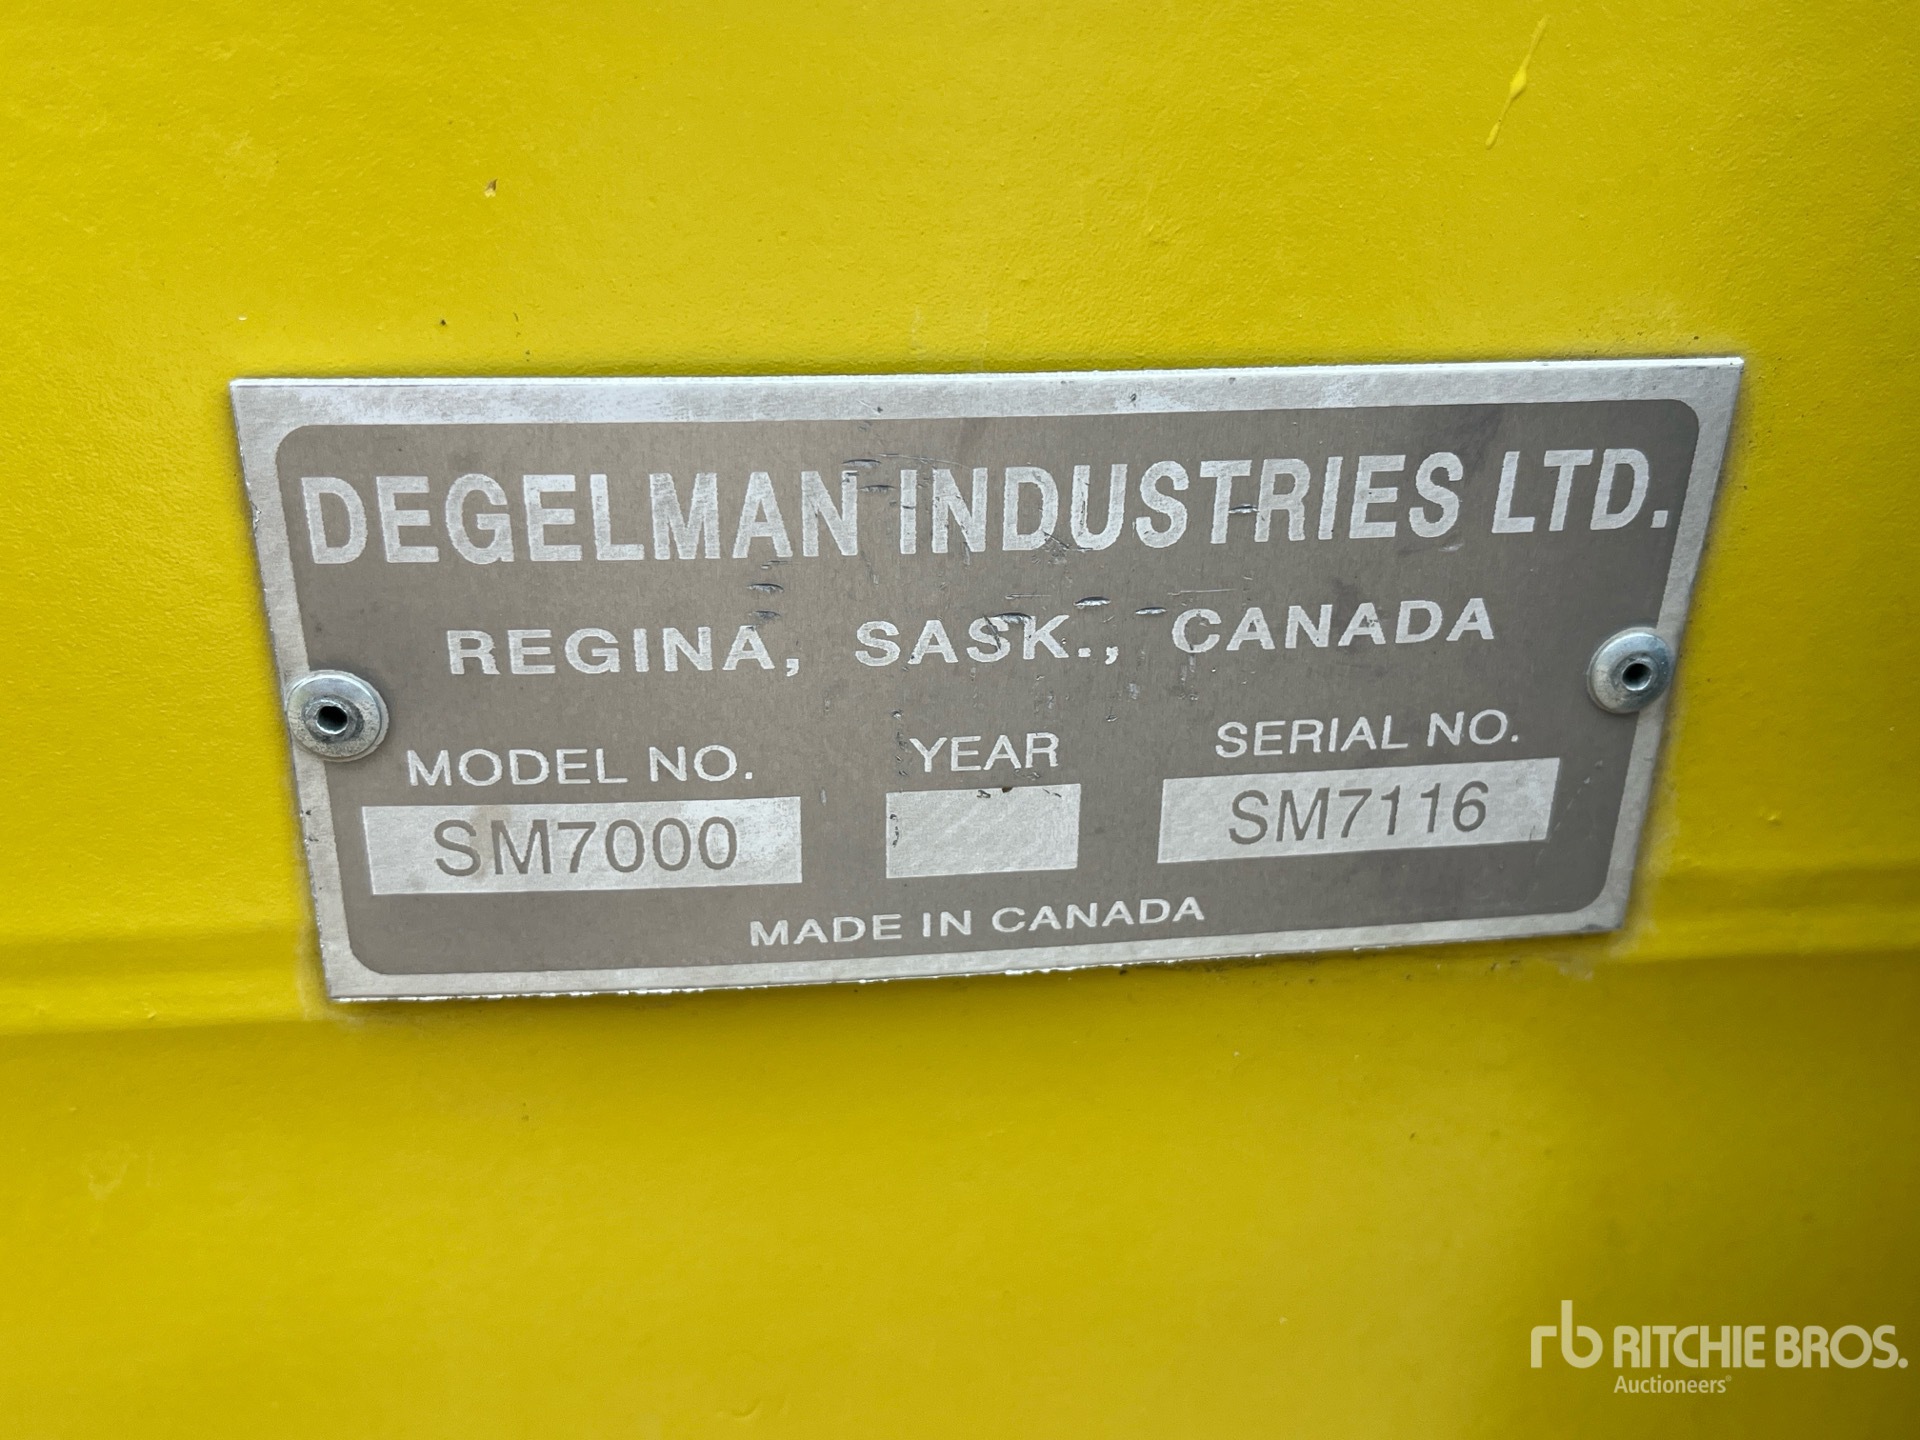 DEGELMAN INDUSTRIES LTD.
REGINA, SASK., CANADA
MODEL NO. YEAR SERIAL NO.
SM7000 SM7116
MADE IN CANADA
rb RITCHIE BROS.
Auctioneers®